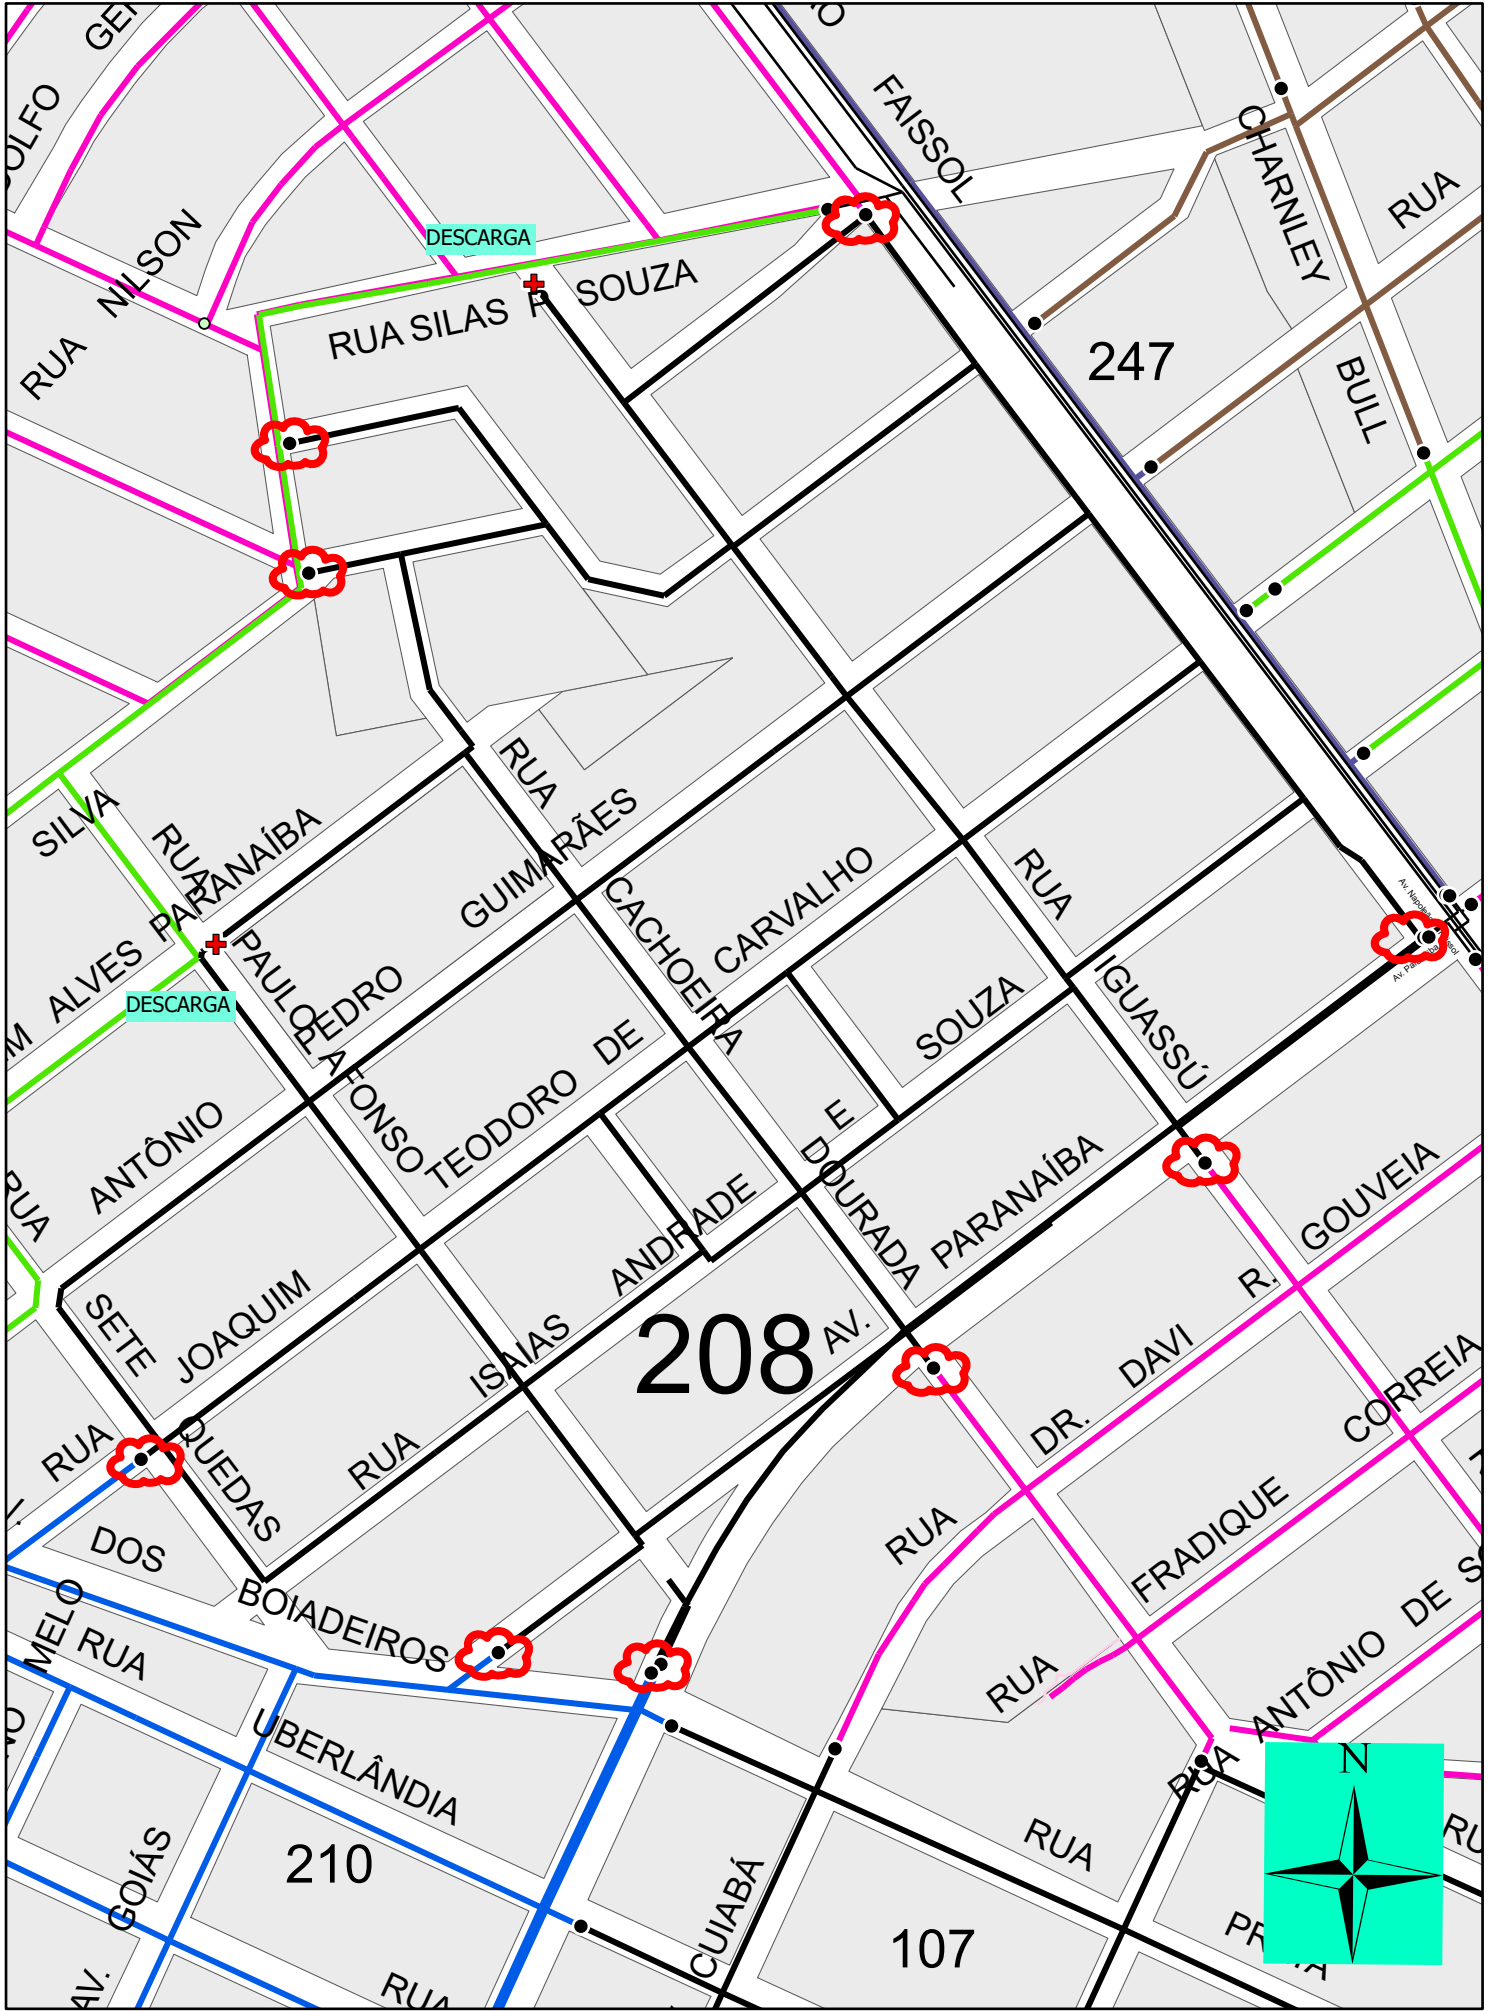 FAISSOL
CHARNLEY
RUA
BULL
247
RUA NILSON
DESCARGA
RUA SILAS P SOUZA
SILVA
RUA PAULO AFONSO
ALVES PARANAÍBA
DESCARGA
RUA CACHOEIRA DOURADA
ANTÔNIO PEDRO GUIMARÃES
RUA JOAQUIM TEODORO DE CARVALHO
RUA ISAIAS ANDRADE E SOUZA
RUA IGUASSÚ
AV. PARANAÍBA
208
RUA SETE QUEDAS
DOS BOIADEIROS
RUA DR. DAVI R. GOUVEIA
RUA FRADIQUE CORREIA
RUA ANTÔNIO DE
MELO
RUA UBERLÂNDIA
AV. GOIÁS
210
RUA
CUIABÁ
RUA
107
N